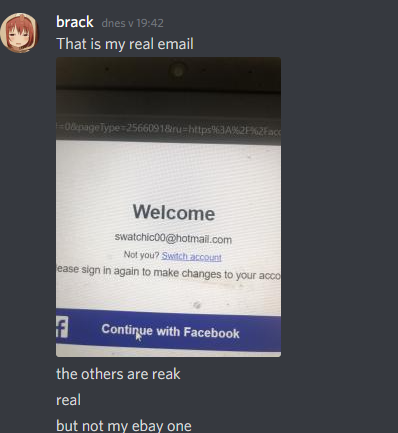 brack dnes v 19:42
That is my real email
=0&pageType=2566091&ru=https%3A%2F%2Facc
Welcome
swatchic00@hotmail.com
Not you? Switch account
ease sign in again to make changes to your acco
Continue with Facebook
the others are reak
real
but not my ebay one